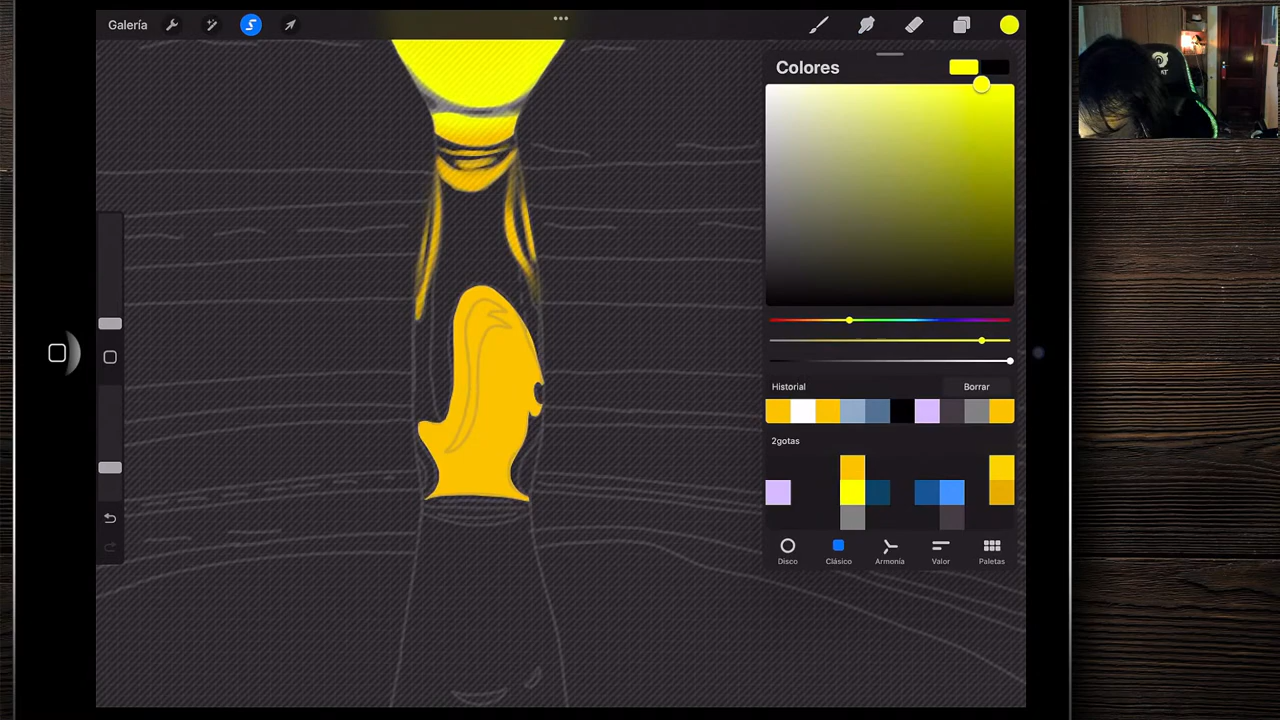 Galería
Colores
Historial
Borrar
2gotas
Disco
Clásico
Armonía
Valor
Paletas